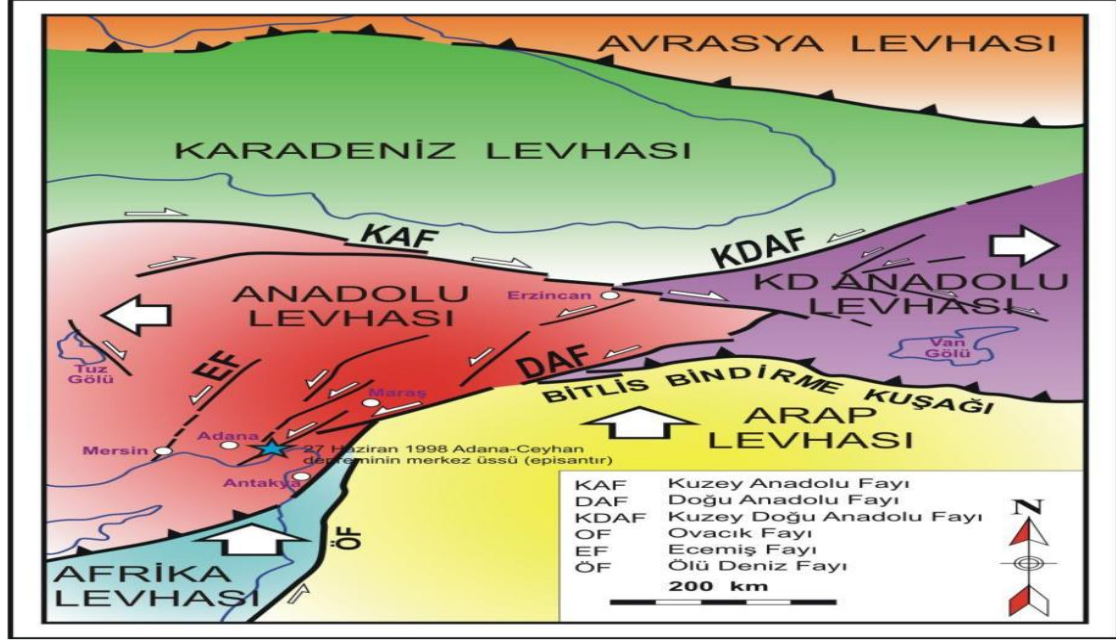 AVRASYA LEVHASI
KARADENİZ LEVHASI
KAF
KDAF
KD ANADOLU
LEVHASI
ANADOLU
LEVHASI
Erzincan
Van
Gölü
Tuz
Gölü
EF
DAF
BİTLİS BİNDİRME KUŞAĞI
Maraş
ARAP
LEVHASI
Adana
Mersin
27 Haziran 1998 Adana-Ceyhan
depreminin merkez üssü (episantır)
Antakya
ÖF
AFRİKA
LEVHASI
KAF Kuzey Anadolu Fayı
DAF Doğu Anadolu Fayı
KDAF Kuzey Doğu Anadolu Fayı
OF Ovacık Fayı
EF Ecemiş Fayı
ÖF Ölü Deniz Fayı
200 km
N